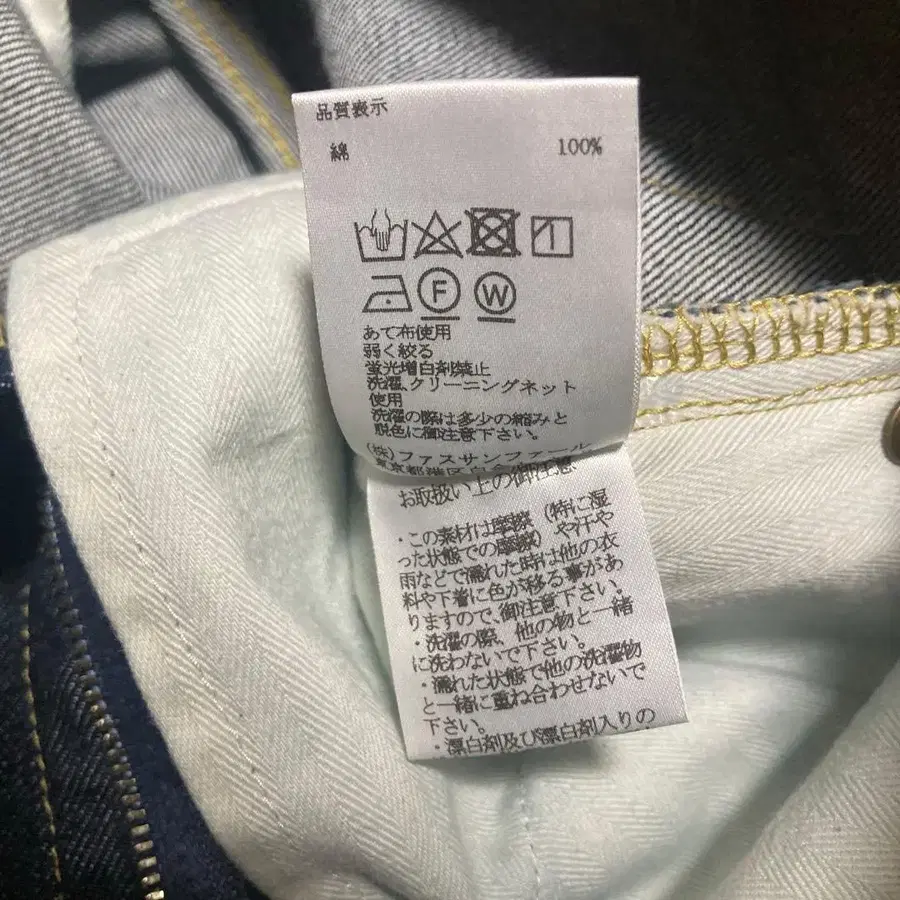 品質表示
綿 100%
F W
あて布使用
弱く絞る
蛍光増白剤禁止
洗濯、クリーニングネット
使用
洗濯の際は多少の縮みと
脱色に御注意下さい。
(株)ファスサンファール
東京都港区白金
お取扱い上の御注意
・この素材は摩擦(特に湿
った状態での摩擦)や汗や
雨などで濡れた時は他の衣
料や下着に色が移る事があ
りますので、御注意下さい。
・洗濯の際、他の物と一緒
に洗わないで下さい。
・濡れた状態で他の洗濯物
と一緒に重ね合わせないで
下さい。
・漂白剤及び漂白剤入りの